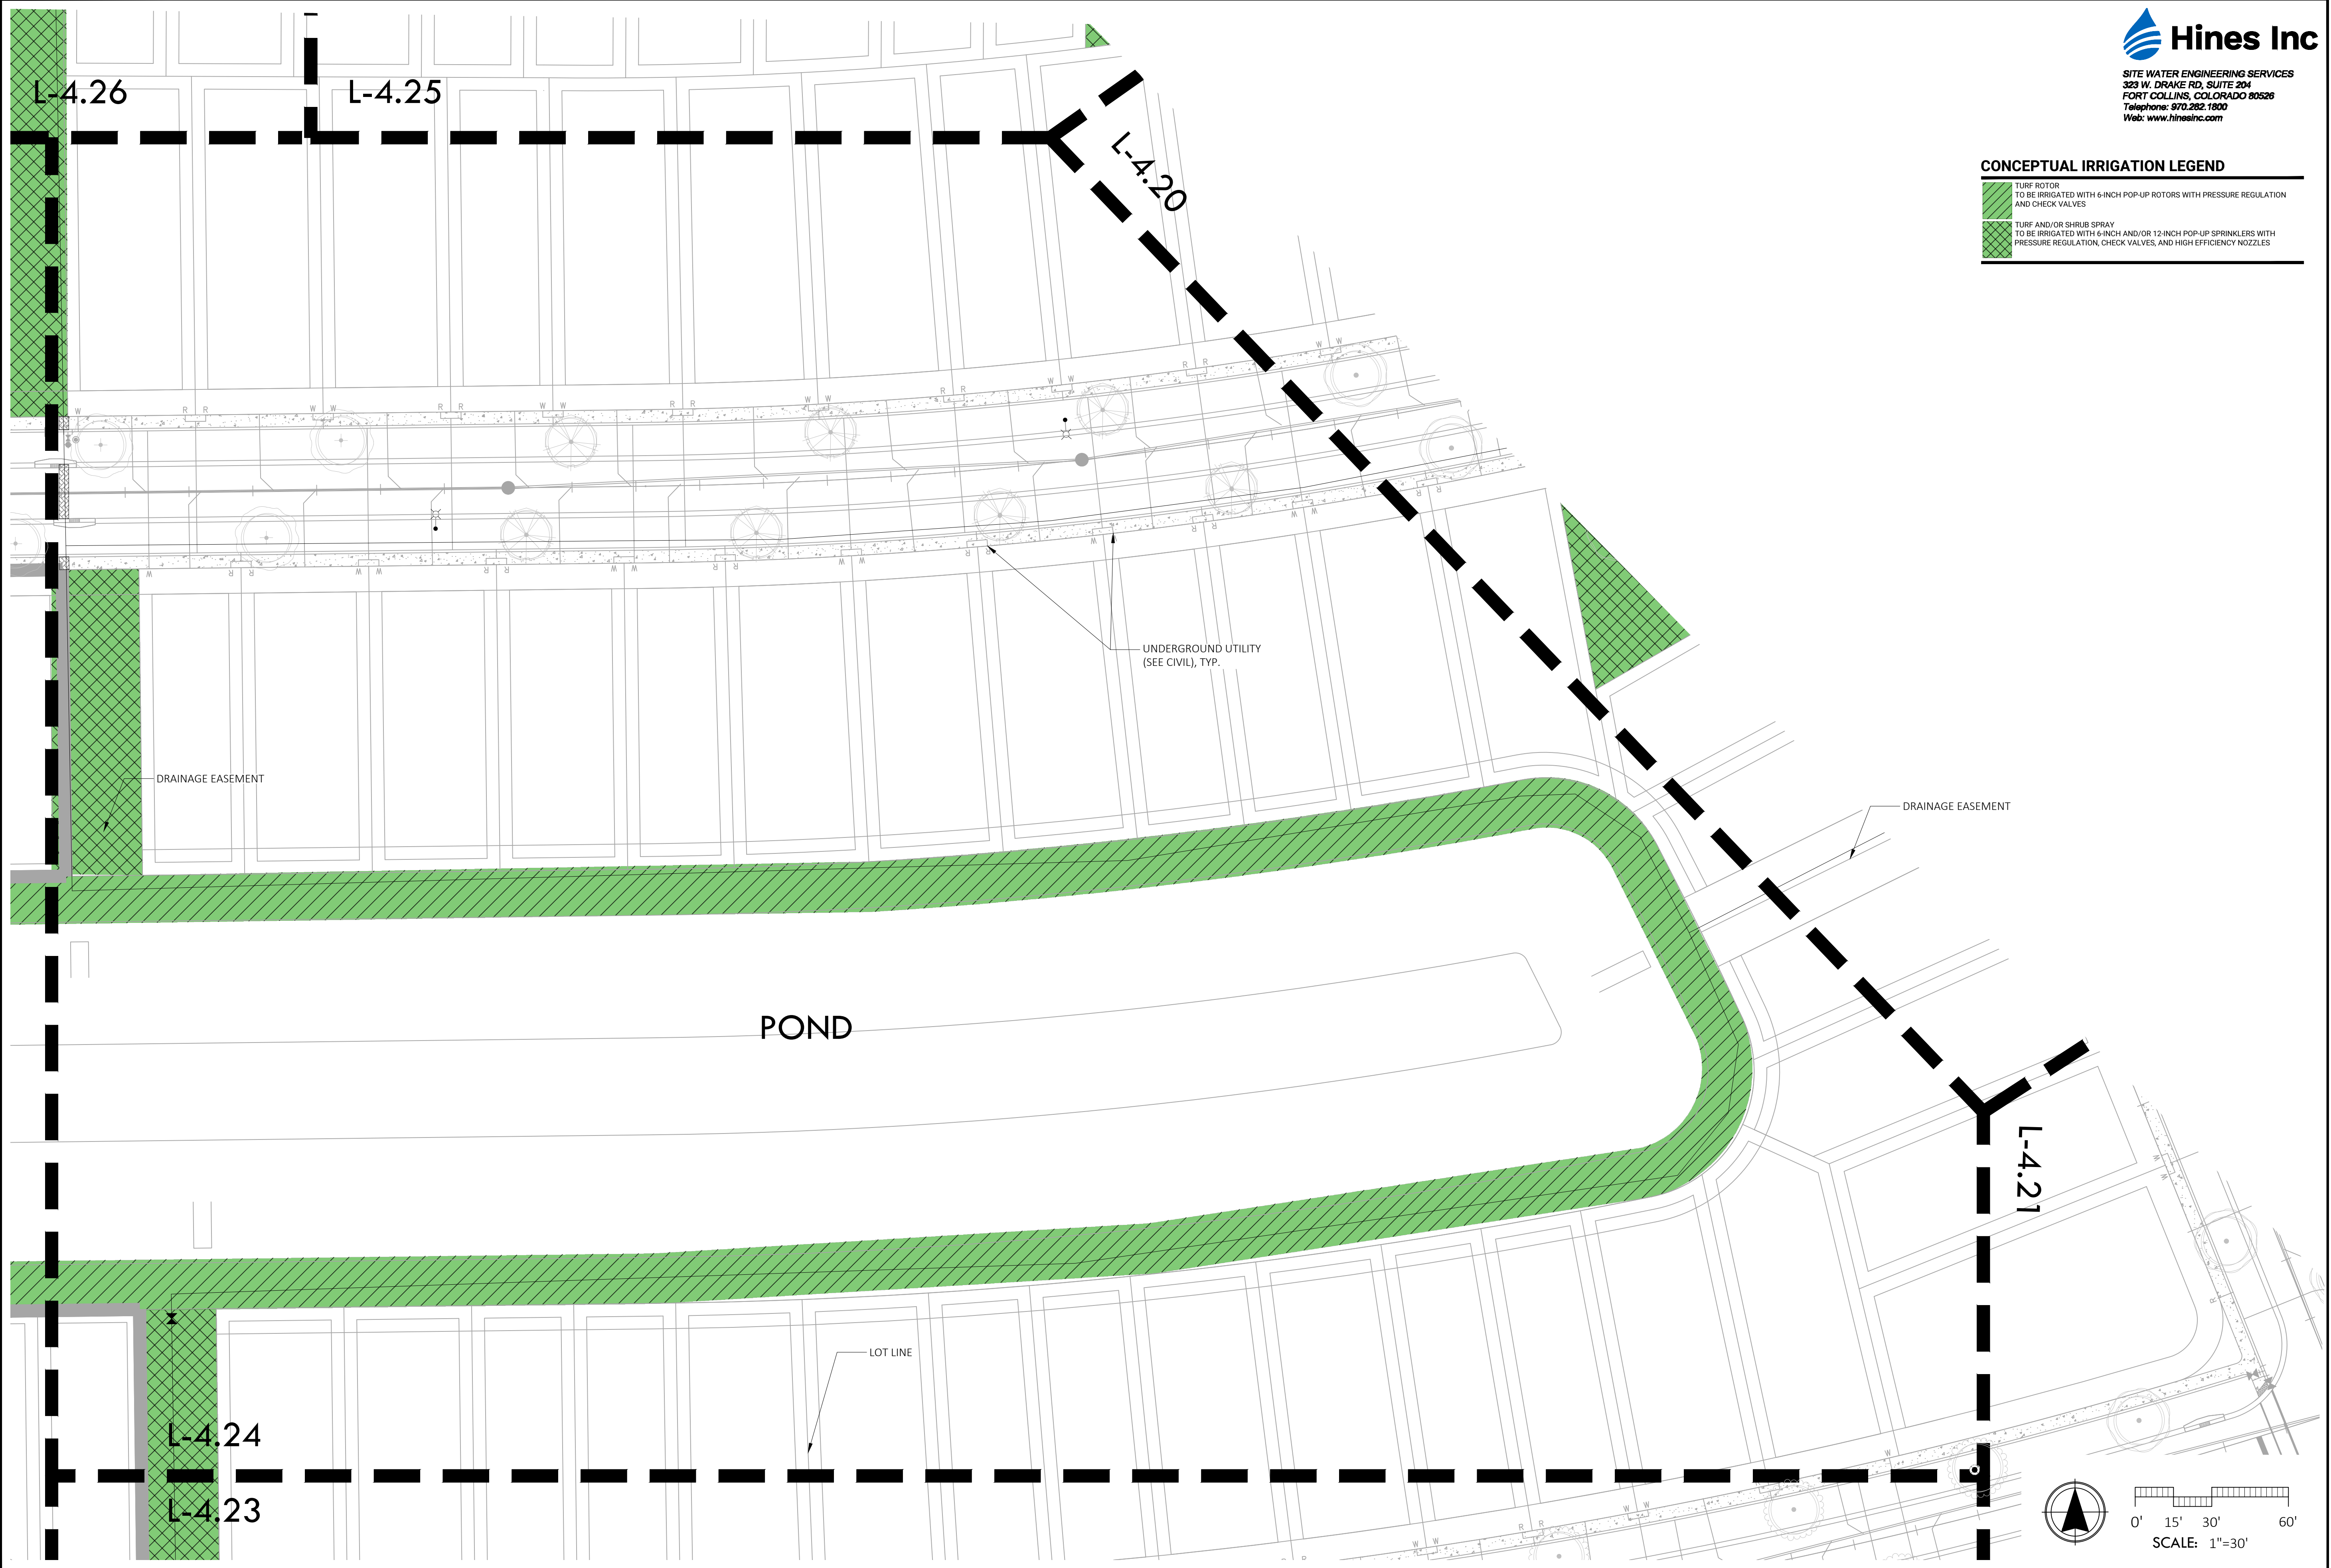 Hines Inc
SITE WATER ENGINEERING SERVICES
323 W. DRAKE RD, SUITE 204
FORT COLLINS, COLORADO 80526
Telephone: 970.282.1800
Web: www.hinesinc.com
CONCEPTUAL IRRIGATION LEGEND
TURF ROTOR
TO BE IRRIGATED WITH 6-INCH POP-UP ROTORS WITH PRESSURE REGULATION
AND CHECK VALVES
TURF AND/OR SHRUB SPRAY
TO BE IRRIGATED WITH 6-INCH AND/OR 12-INCH POP-UP SPRINKLERS WITH
PRESSURE REGULATION, CHECK VALVES, AND HIGH EFFICIENCY NOZZLES
L-4.26
L-4.25
L-4.20
W R R W W R R W W R R W W R R W W R R W W
W R R W W R R W W R R W W R R W R R W W R R
UNDERGROUND UTILITY
(SEE CIVIL), TYP.
DRAINAGE EASEMENT
DRAINAGE EASEMENT
POND
L-4.21
W W
R
LOT LINE
L-4.24
L-4.23
W
W W
R R
W W
R
0' 15' 30' 60'
SCALE: 1"=30'